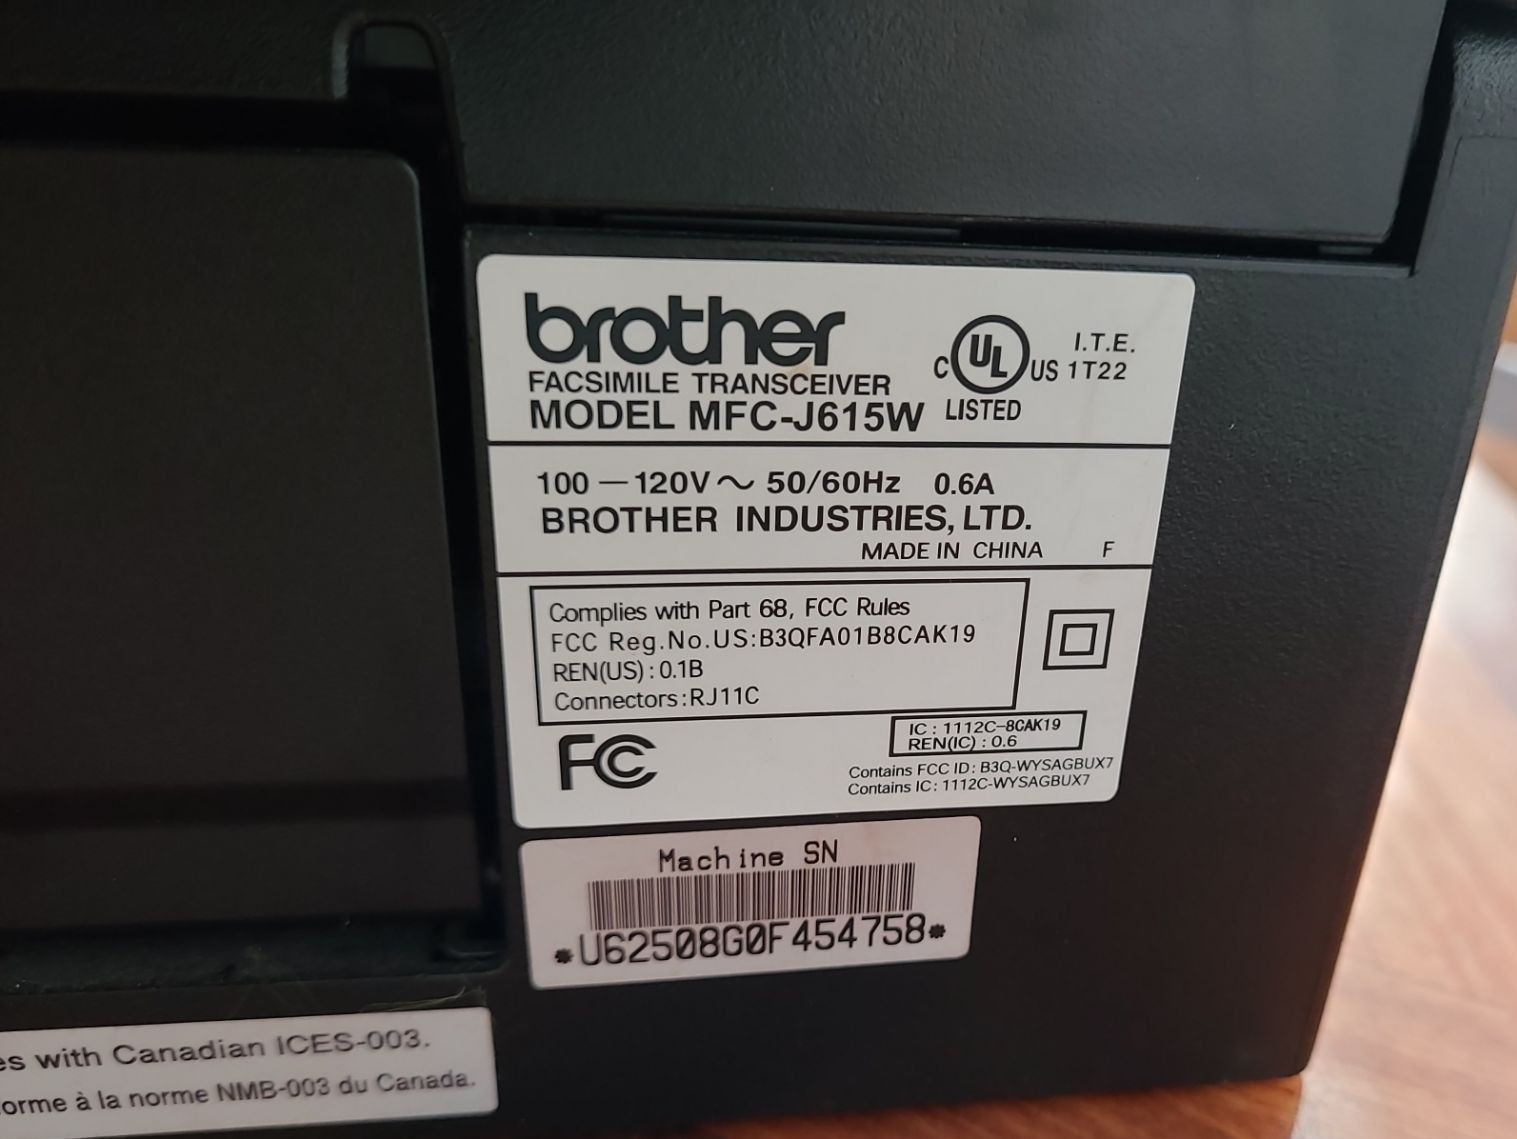 brother
FACSIMILE TRANSCEIVER
MODEL MFC-J615W
C UL US
LISTED
I.T.E.
1T22
100—120V～ 50/60Hz 0.6A
BROTHER INDUSTRIES, LTD.
MADE IN CHINA F
Complies with Part 68, FCC Rules
FCC Reg.No.US:B3QFA01B8CAK19
REN(US) : 0.1B
Connectors:RJ11C
FC
IC : 1112C-8CAK19
REN(IC) : 0.6
Contains FCC ID: B3Q-WYSAGBUX7
Contains IC: 1112C-WYSAGBUX7
Machine SN
*U62508G0F454758*
es with Canadian ICES-003.
orme à la norme NMB-003 du Canada.